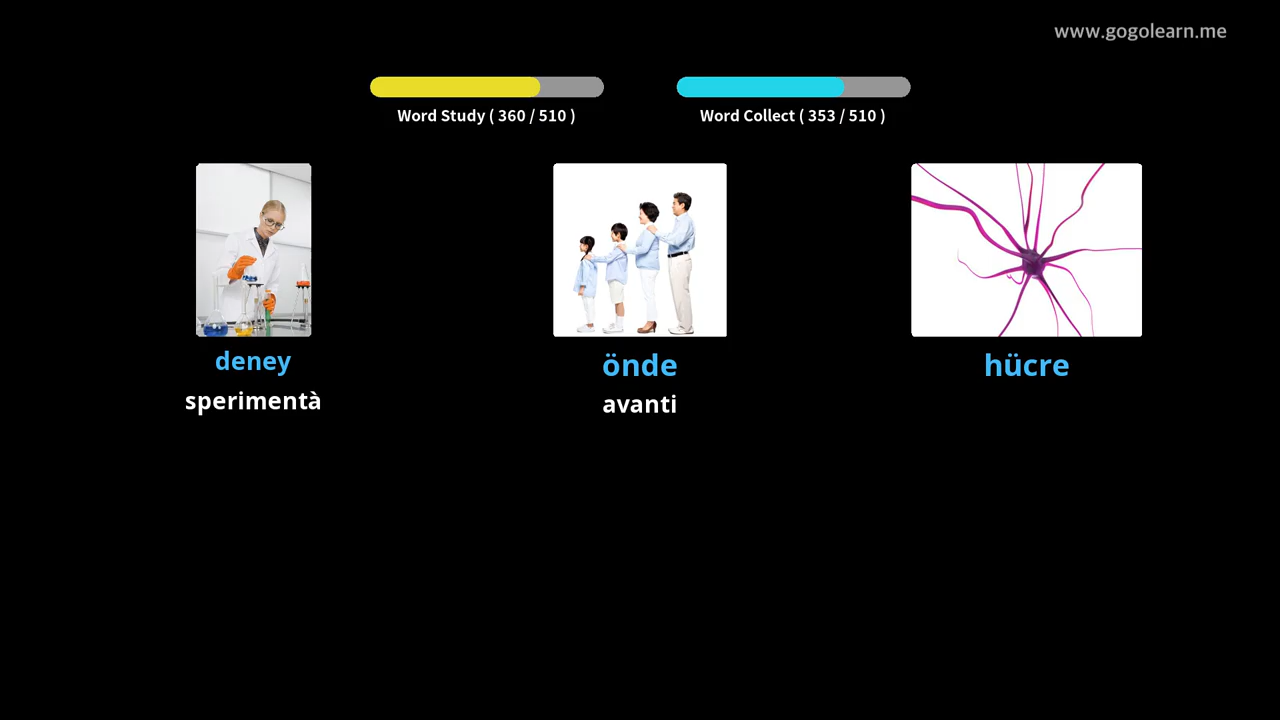 www.gogolearn.me
Word Study ( 360 / 510 )
Word Collect ( 353 / 510 )
deney
önde
hücre
sperimentà
avanti